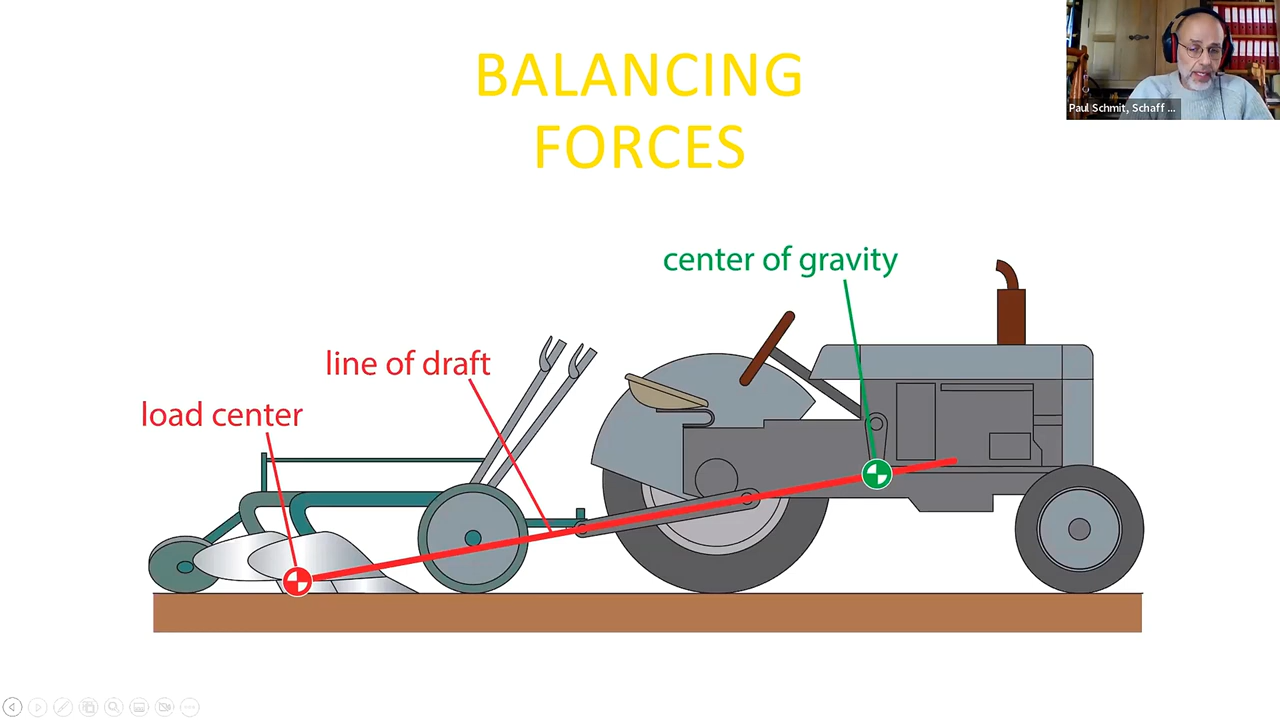 BALANCING
FORCES
Paul Schmit, Schaff ...
center of gravity
line of draft
load center